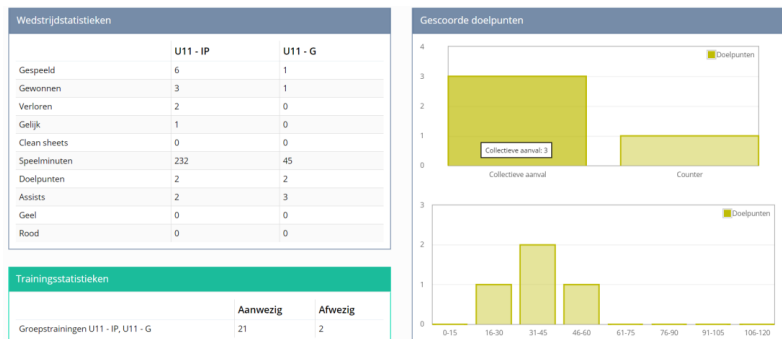 Wedstrijdstatistieken
U11 - IP U11 - G
Gespeeld 6 1
Gewonnen 3 1
Verloren 2 0
Gelijk 1 0
Clean sheets 0 0
Speelminuten 232 45
Doelpunten 2 2
Assists 2 3
Geel 0 0
Rood 0 0
Trainingsstatistieken
Aanwezig Afwezig
Groepstrainingen U11 - IP, U11 - G 21 2
Gescoorde doelpunten
4
Doelpunten
3
2
1
Collectieve aanval: 3
0
Collectieve aanval Counter
3
Doelpunten
2
1
0
0-15 16-30 31-45 46-60 61-75 76-90 91-105 106-120